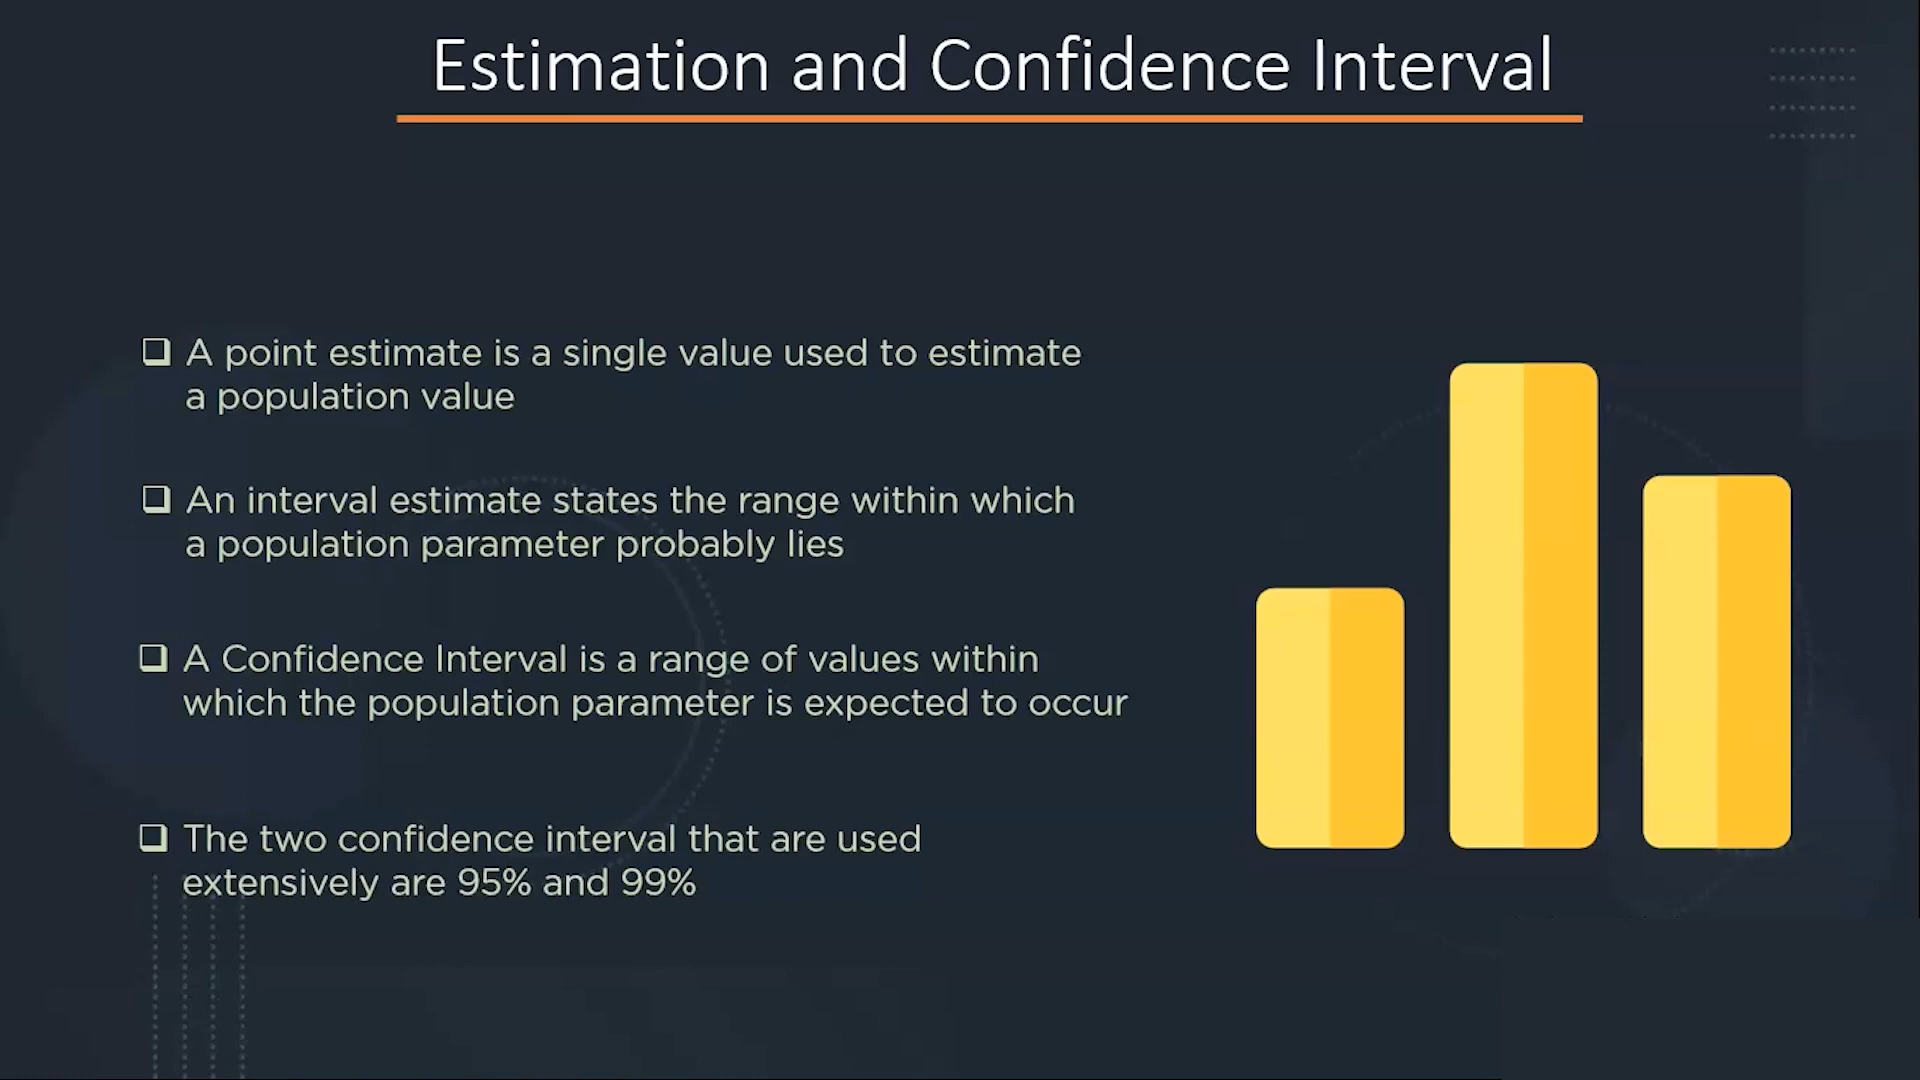 Estimation and Confidence Interval
A point estimate is a single value used to estimate
a population value
An interval estimate states the range within which
a population parameter probably lies
A Confidence Interval is a range of values within
which the population parameter is expected to occur
The two confidence interval that are used
extensively are 95% and 99%